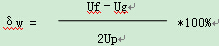 δw = Uf-Ug / 2Up *100%